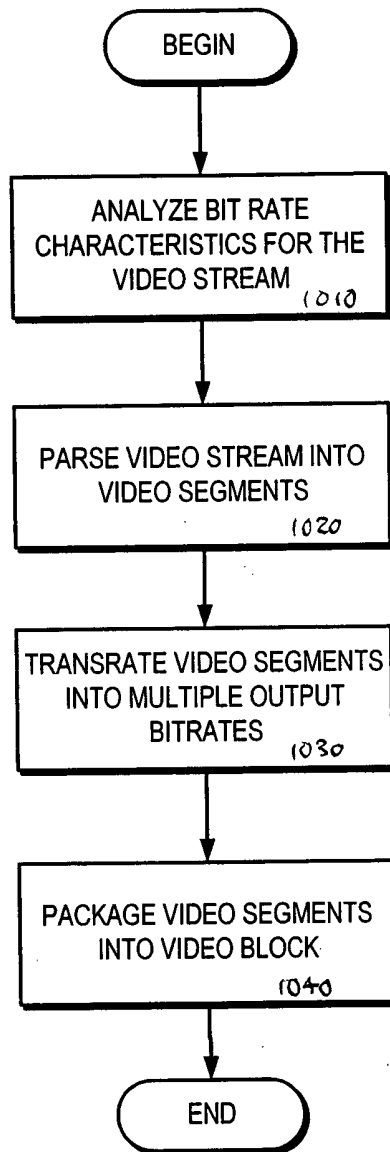 BEGIN
ANALYZE BIT RATE
CHARACTERISTICS FOR THE
VIDEO STREAM
1010
PARSE VIDEO STREAM INTO
VIDEO SEGMENTS
1020
TRANSRATE VIDEO SEGMENTS
INTO MULTIPLE OUTPUT
BITRATES
1030
PACKAGE VIDEO SEGMENTS
INTO VIDEO BLOCK
1040
END